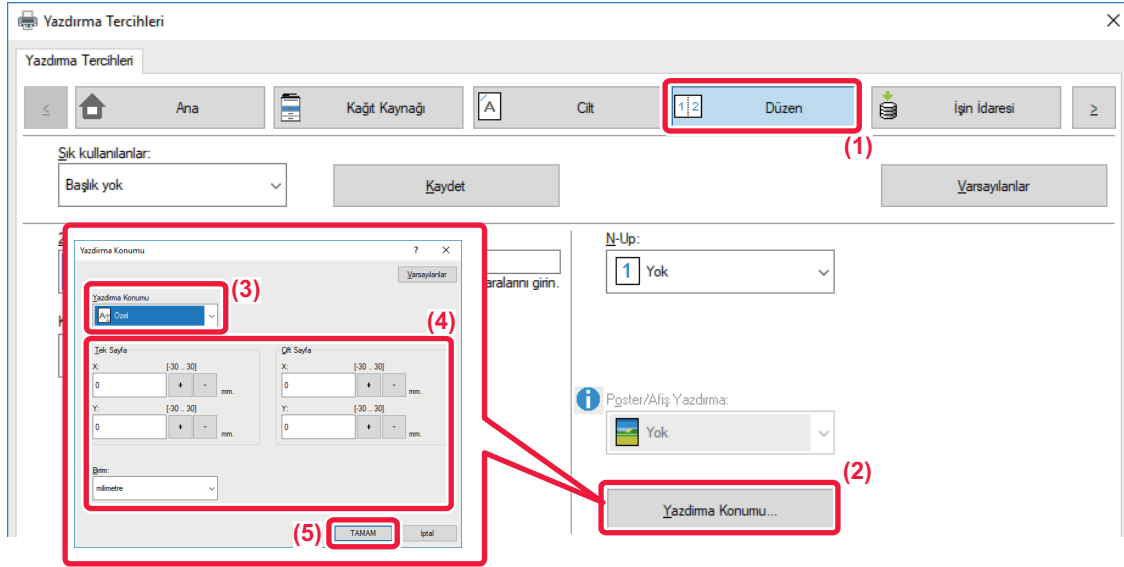 Yazdırma Tercihleri
Yazdırma Tercihleri
<
Ana
Kağıt Kaynağı
A
Cilt
1 2
Düzen
İşin İdaresi
>
(1)
Sık kullanılanlar:
Başlık yok
Kaydet
Varsayılanlar
2
N-Up:
1 Yok
aralarını girin.
K
Yazdırma Konumu ? X
Varsayılanlar
(3)
Yazdırma Konumu
Özel
(4)
Tek Sayfa
X: [-30 .. 30]
0 + - mm.
Y: [-30 .. 30]
0 + - mm.
Çift Sayfa
X: [-30 .. 30]
0 + - mm.
Y: [-30 .. 30]
0 + - mm.
Birim:
milimetre
(5)
TAMAM
İptal
i Poster/Afiş Yazdırma:
Yok
(2)
Yazdırma Konumu...